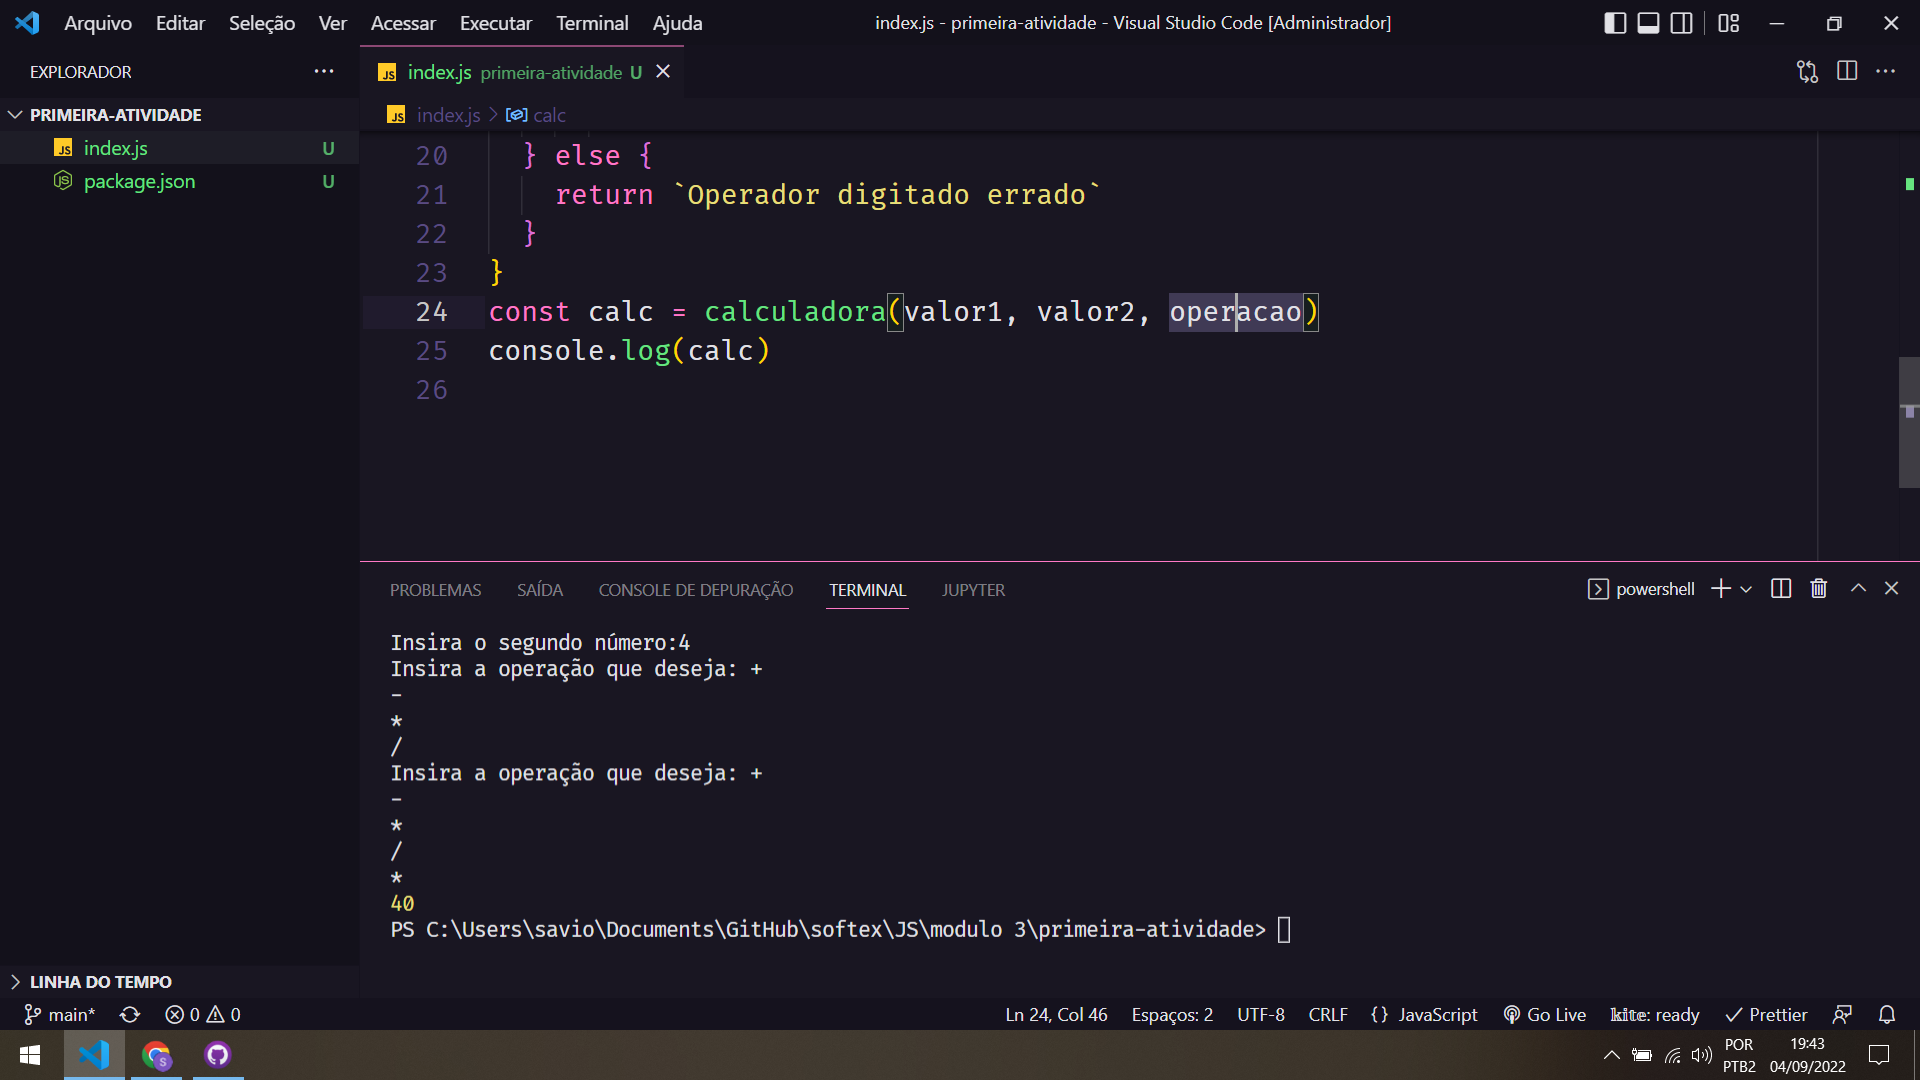 Arquivo Editar Seleção Ver Acessar Executar Terminal Ajuda
index.js - primeira-atividade - Visual Studio Code [Administrador]
EXPLORADOR
PRIMEIRA-ATIVIDADE
JS index.js U
package.json U
LINHA DO TEMPO
JS index.js primeira-atividade U
JS index.js > calc
20 } else {
21 return `Operador digitado errado`
22 }
23 }
24 const calc = calculadora(valor1, valor2, operacao)
25 console.log(calc)
26
PROBLEMAS SAÍDA CONSOLE DE DEPURAÇÃO TERMINAL JUPYTER
powershell
Insira o segundo número:4
Insira a operação que deseja: +
-
*
/
Insira a operação que deseja: +
-
*
/
*
40
PS C:\Users\savio\Documents\GitHub\softex\JS\modulo 3\primeira-atividade>
main* 0 0
Ln 24, Col 46 Espaços: 2 UTF-8 CRLF {} JavaScript Go Live kite: ready Prettier
S
POR
PTB2
19:43
04/09/2022